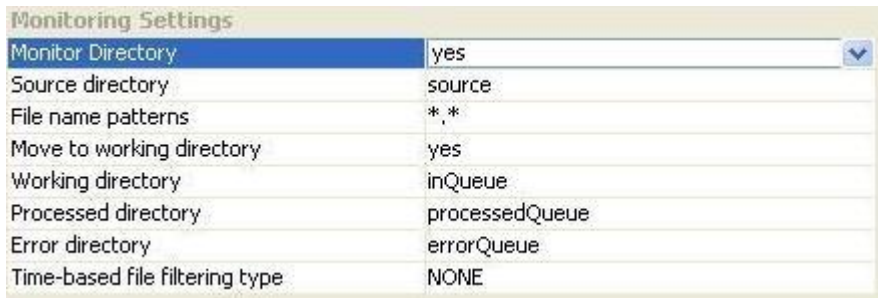 Monitoring Settings
Monitor Directory yes
Source directory source
File name patterns *.*
Move to working directory yes
Working directory inQueue
Processed directory processedQueue
Error directory errorQueue
Time-based file filtering type NONE